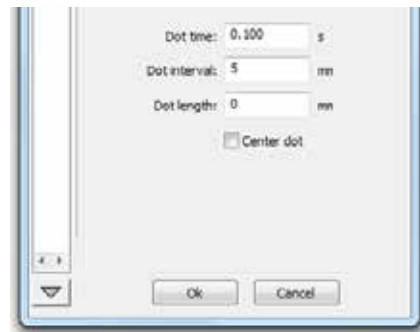 Dot time: 0.100 s
Dot interval: 5 mm
Dot length: 0 mm
Center dot
Ok Cancel